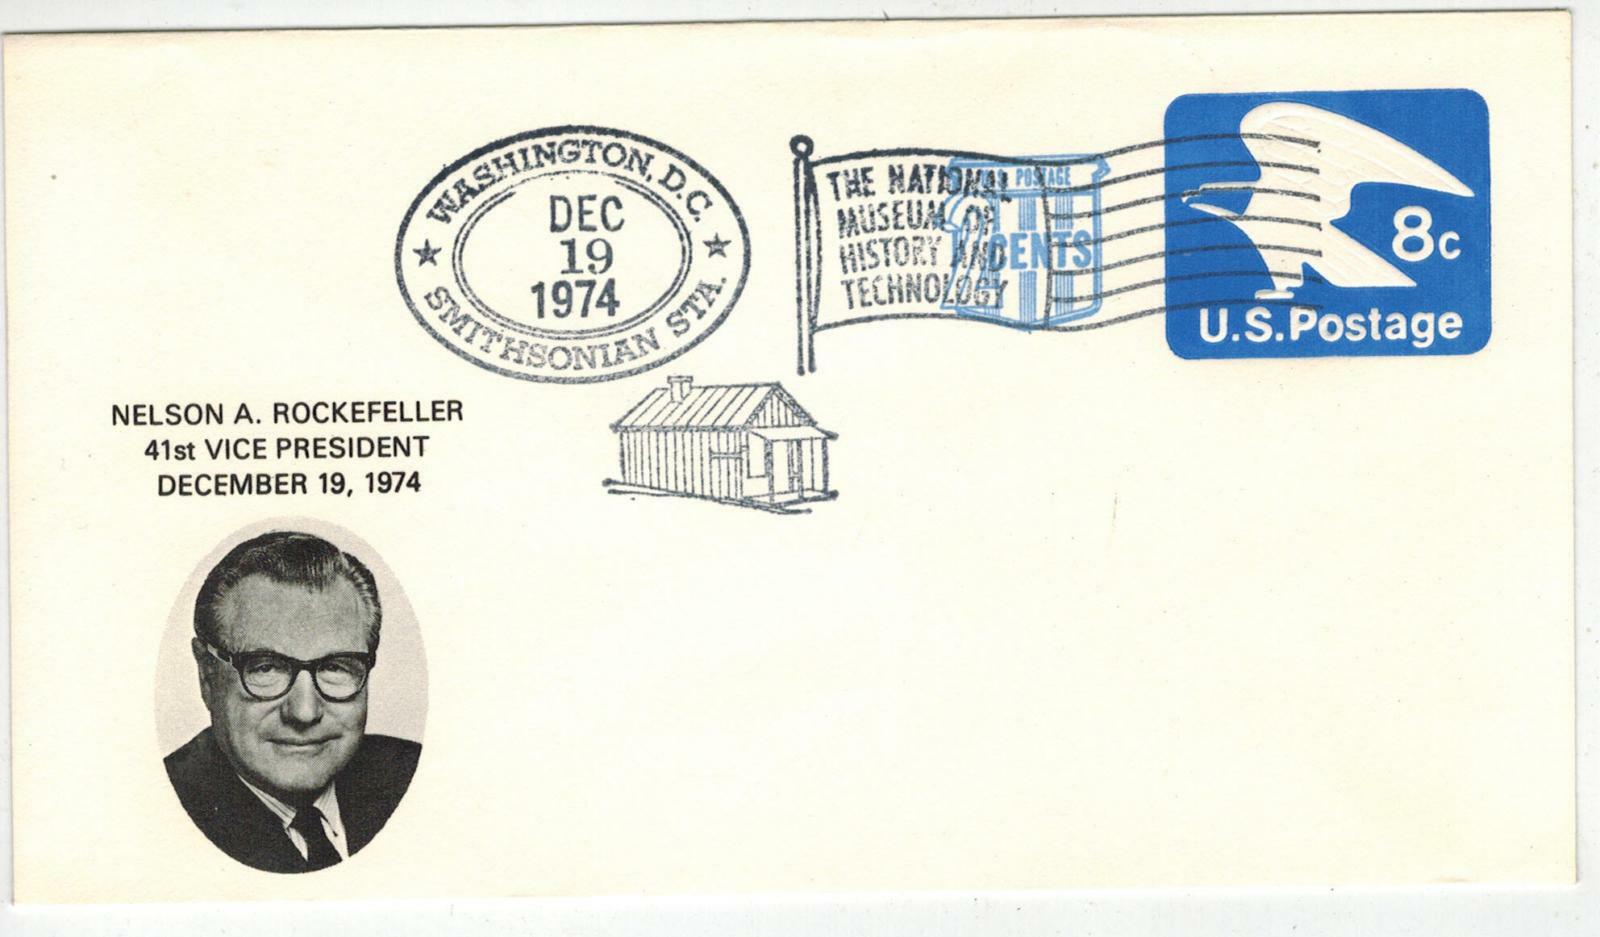 WASHINGTON, D.C.
DEC
19
1974
SMITHSONIAN STA.
THE NATIONAL
MUSEUM OF
HISTORY AND
TECHNOLOGY
POSTAGE
2 CENTS
8c
U.S.Postage
NELSON A. ROCKEFELLER
41st VICE PRESIDENT
DECEMBER 19, 1974